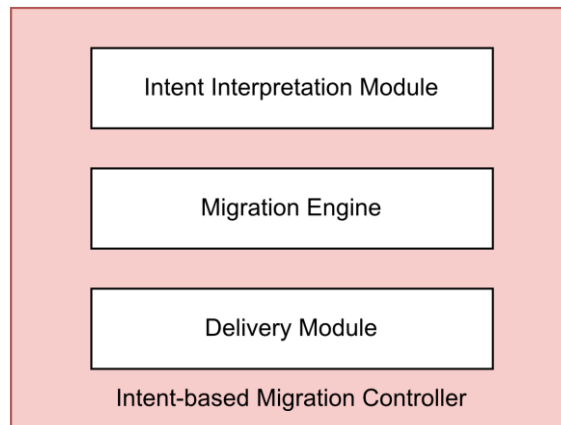 Intent Interpretation Module
Migration Engine
Delivery Module
Intent-based Migration Controller